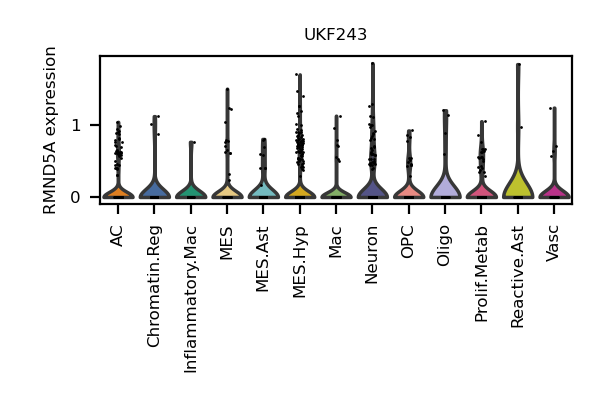 UKF243
RMND5A expression
1
0
AC
Chromatin.Reg
Inflammatory.Mac
MES
MES.Ast
MES.Hyp
Mac
Neuron
OPC
Oligo
Prolif.Metab
Reactive.Ast
Vasc